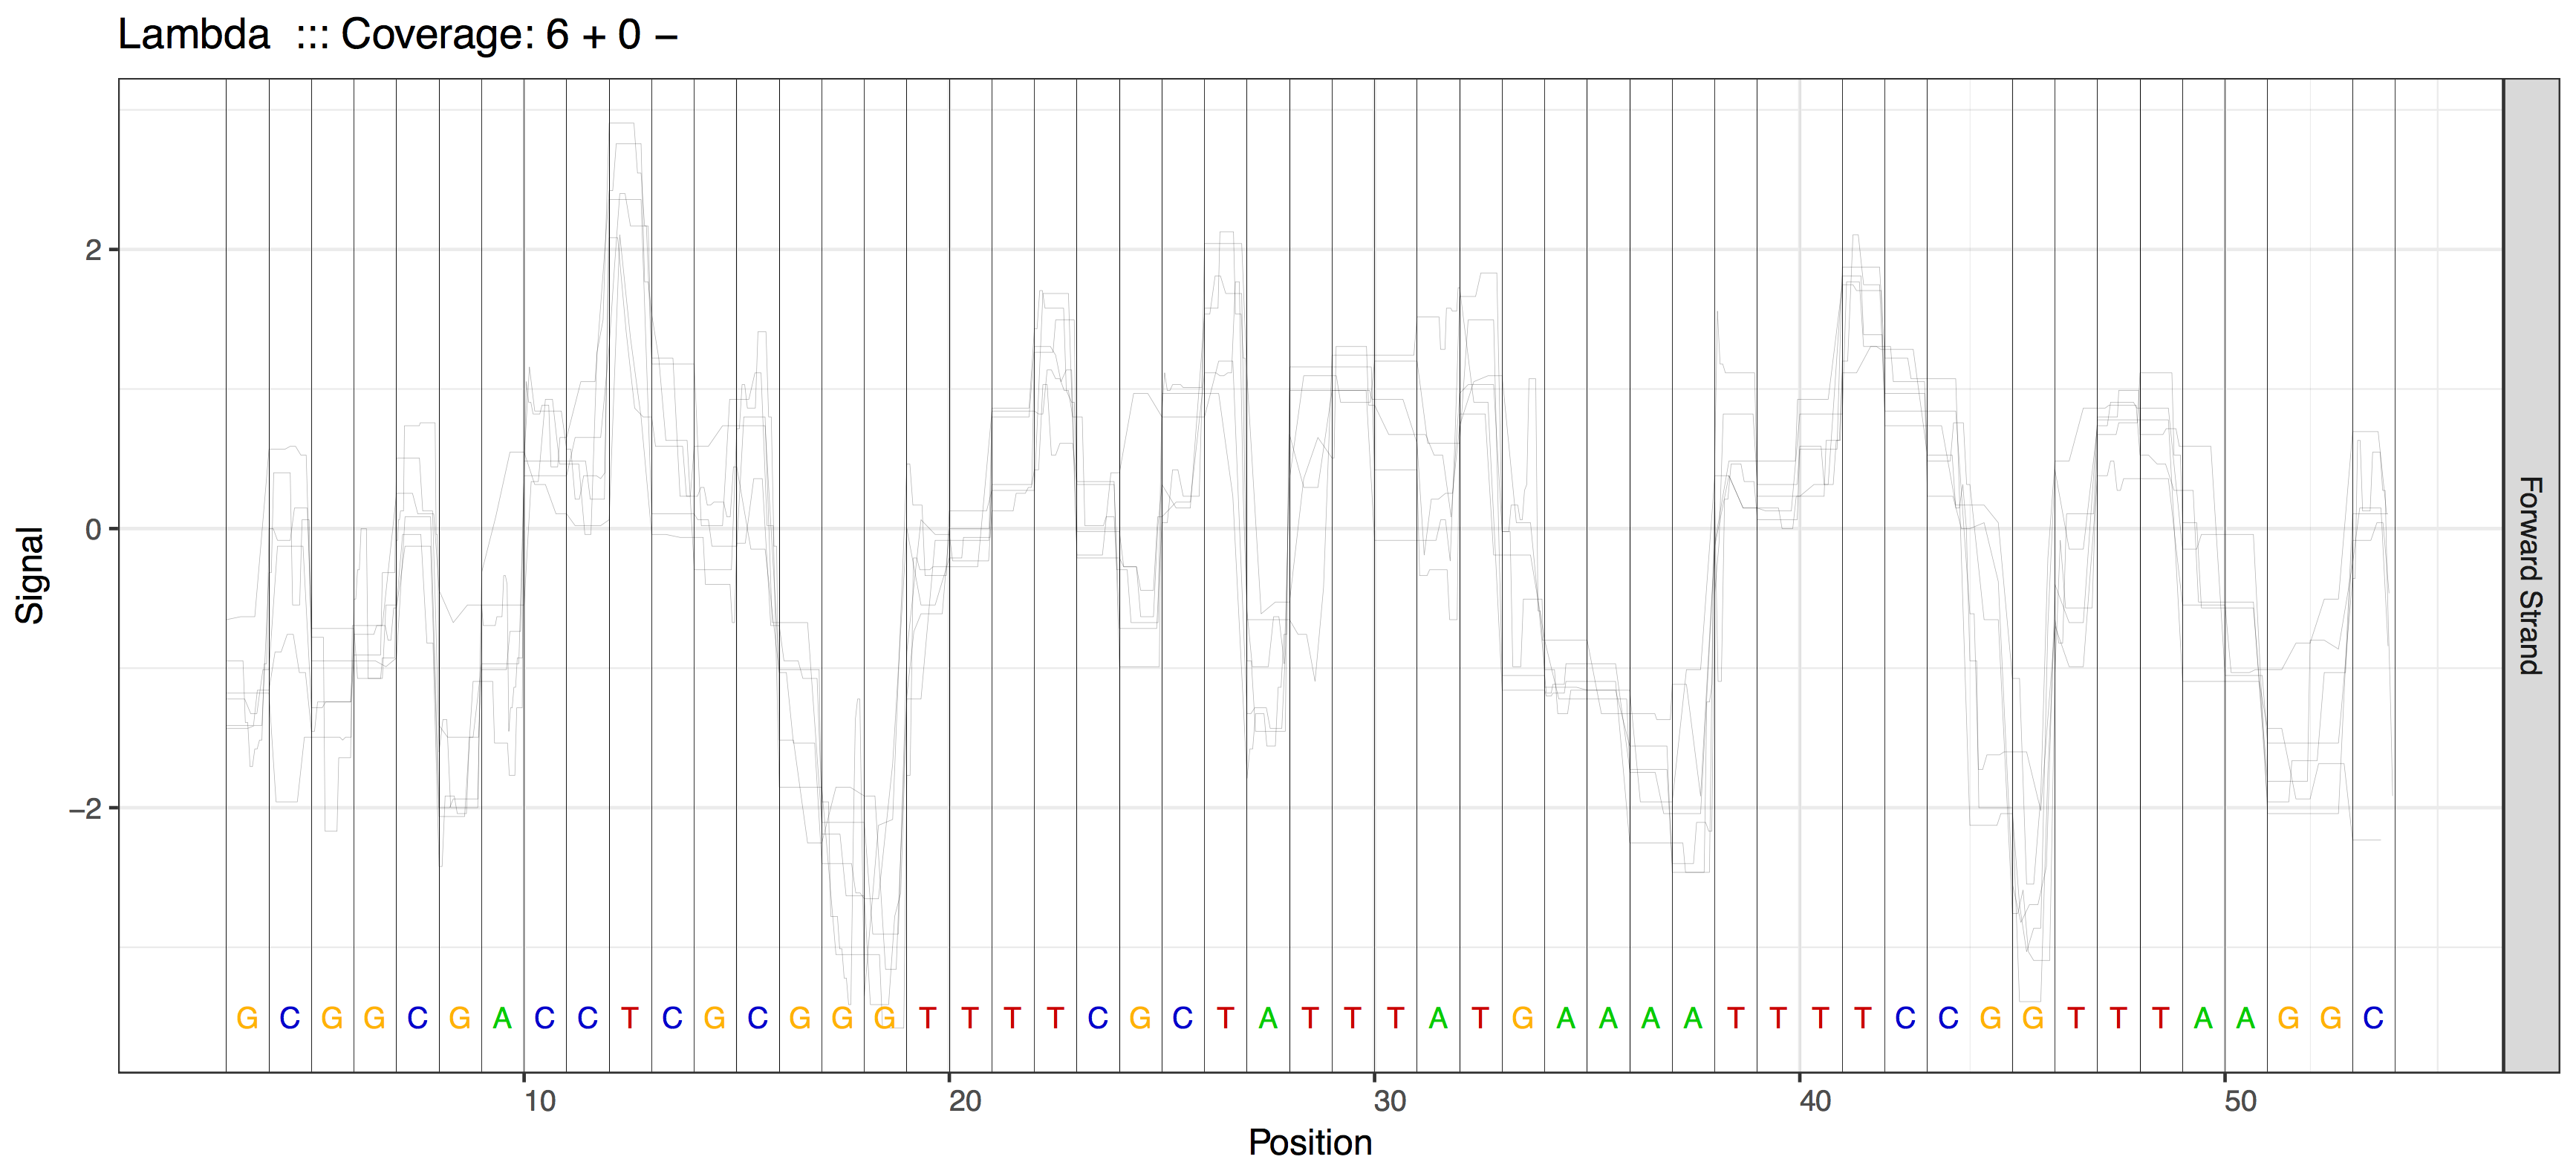 Lambda ::: Coverage: 6 + 0 −
Signal
2
0
−2
G C G G C G A C C T C G C G G G T T T T C G C T A T T T A T G A A A A T T T T C C G G T T T A A G G C
10 20 30 40 50
Position
Forward Strand